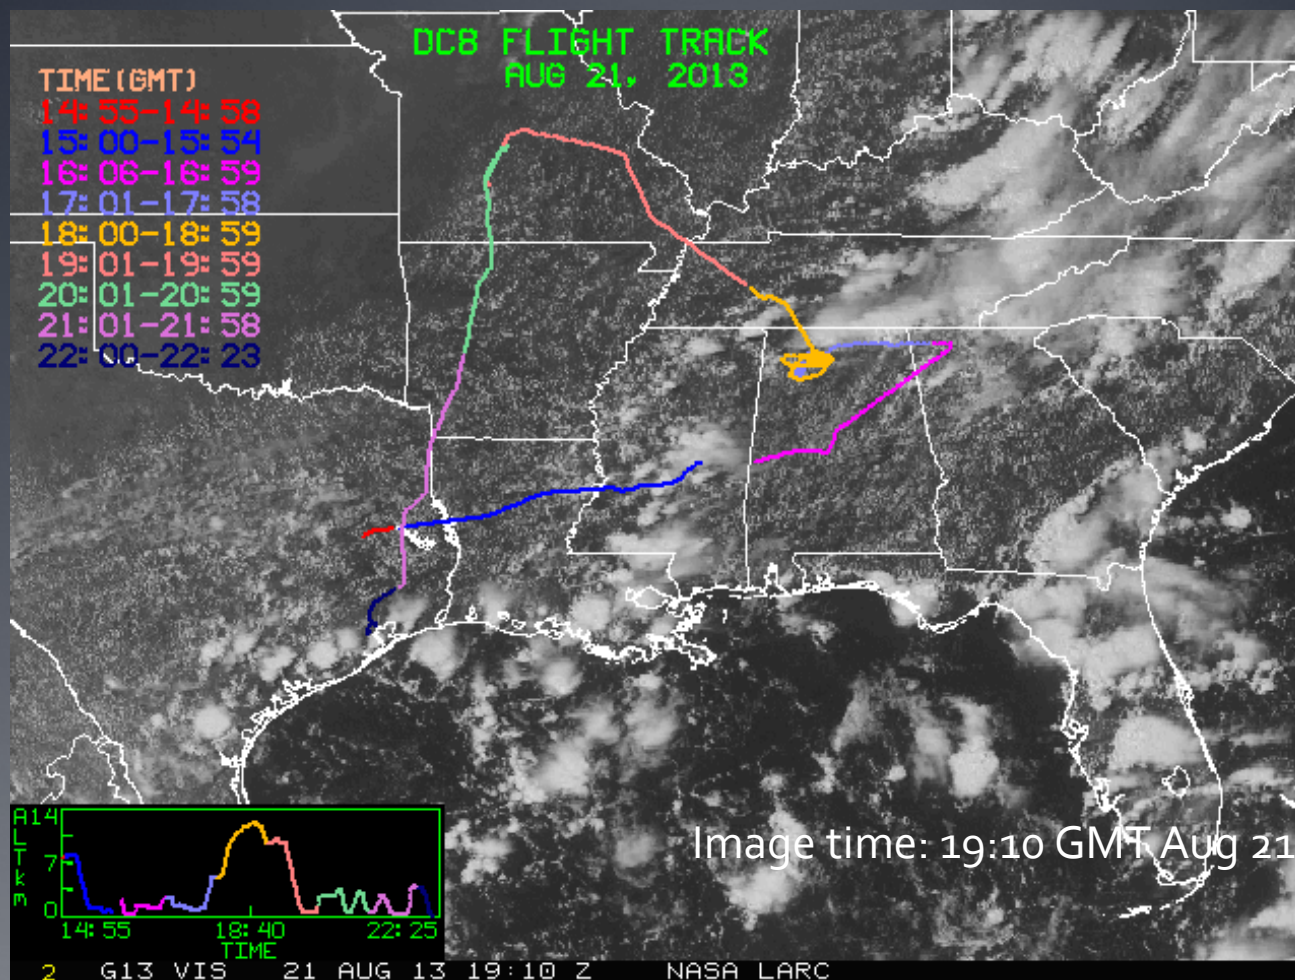 DC8 FLIGHT TRACK
AUG 21, 2013
TIME(GMT)
14:55-14:58
15:00-15:54
16:06-16:59
17:01-17:58
18:00-18:59
19:01-19:59
20:01-20:59
21:01-21:58
22:00-22:23
Image time: 19:10 GMT Aug 21
ALT km
14
7
0
14:55 18:40 22:25
TIME
2 G13 VIS 21 AUG 13 19:10 Z NASA LARC